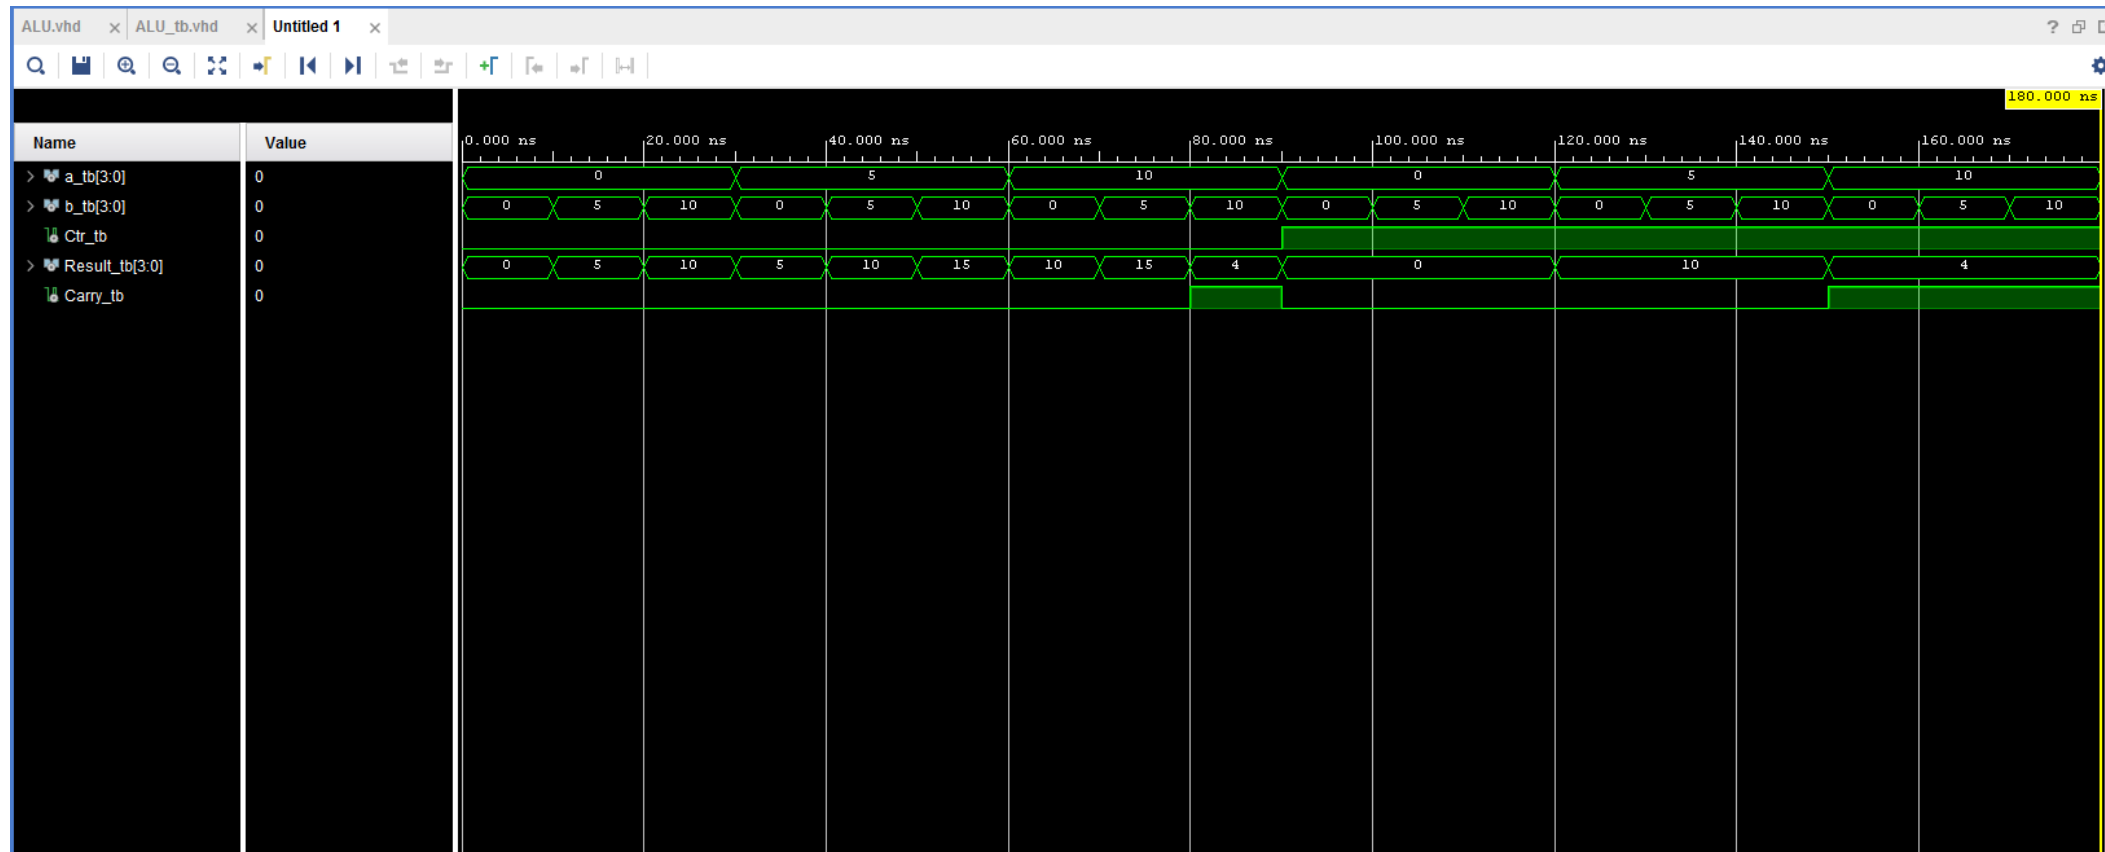 ALU.vhd × ALU_tb.vhd × Untitled 1 × ?
180.000 ns
Name Value 0.000 ns 20.000 ns 40.000 ns 60.000 ns 80.000 ns 100.000 ns 120.000 ns 140.000 ns 160.000 ns
> a_tb[3:0] 0 0 5 10 0 5 10
> b_tb[3:0] 0 0 5 10 0 5 10 0 5 10 0 5 10 0 5 10 0 5 10
Ctr_tb 0
> Result_tb[3:0] 0 0 5 10 5 10 15 10 15 4 0 10 4
Carry_tb 0